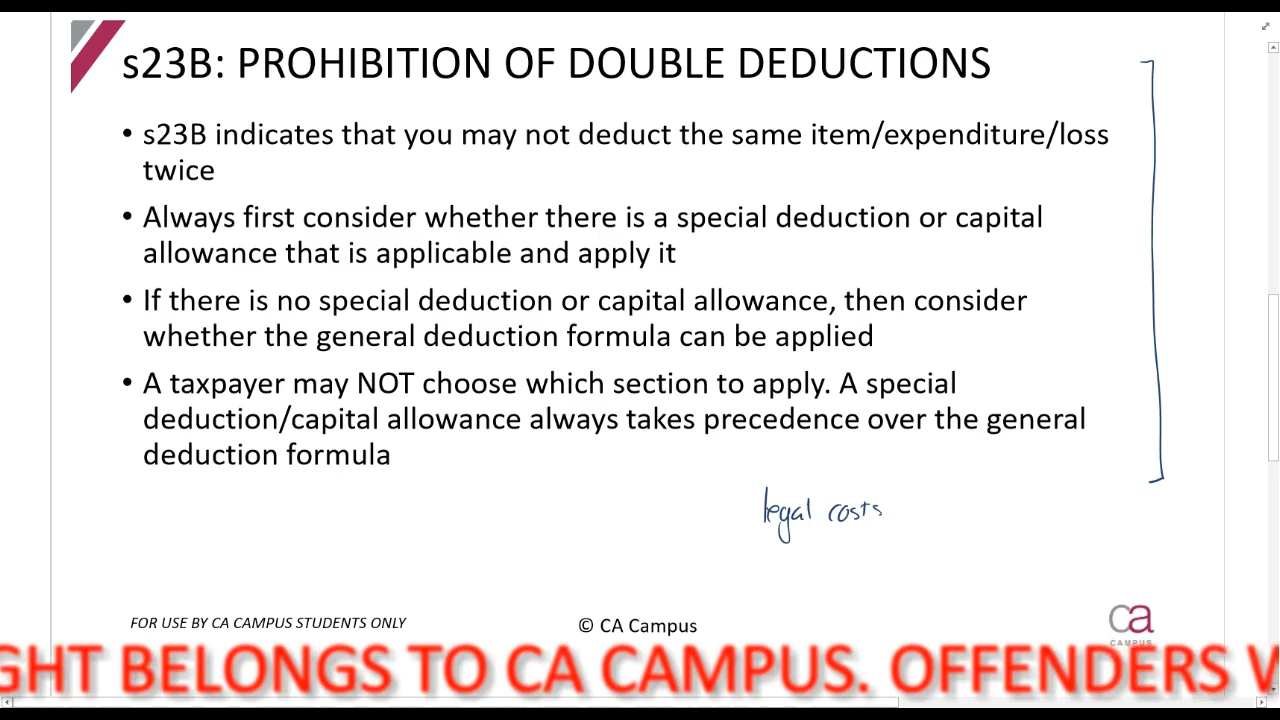 s23B: PROHIBITION OF DOUBLE DEDUCTIONS
• s23B indicates that you may not deduct the same item/expenditure/loss
twice
• Always first consider whether there is a special deduction or capital
allowance that is applicable and apply it
• If there is no special deduction or capital allowance, then consider
whether the general deduction formula can be applied
• A taxpayer may NOT choose which section to apply. A special
deduction/capital allowance always takes precedence over the general
deduction formula
legal costs
FOR USE BY CA CAMPUS STUDENTS ONLY
© CA Campus
ca
CAMPUS
GHT BELONGS TO CA CAMPUS. OFFENDERS